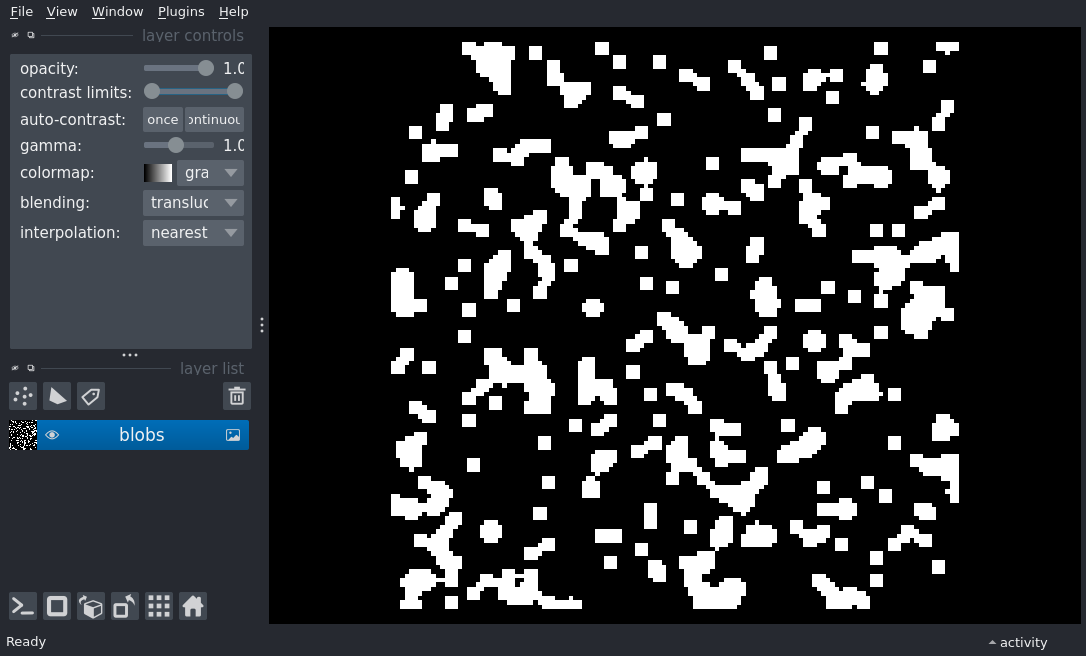 File View Window Plugins Help
layer controls
opacity: 1.0
contrast limits:
auto-contrast: once ontinuou
gamma: 1.0
colormap: gra
blending: transluc
interpolation: nearest
layer list
blobs
Ready activity